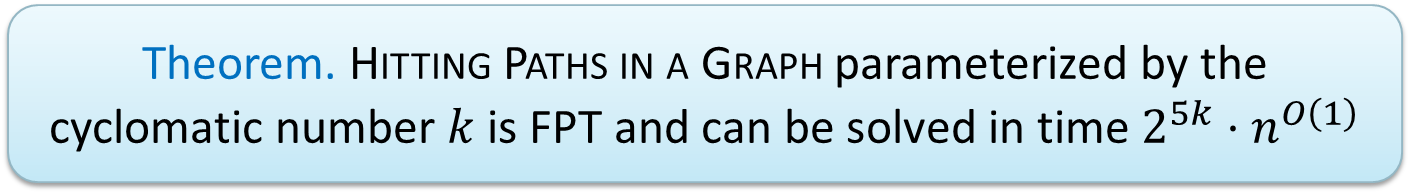 Theorem. HITTING PATHS IN A GRAPH parameterized by the
cyclomatic number 𝑘 is FPT and can be solved in time 2^{5𝑘} · 𝑛^{𝑂(1)}